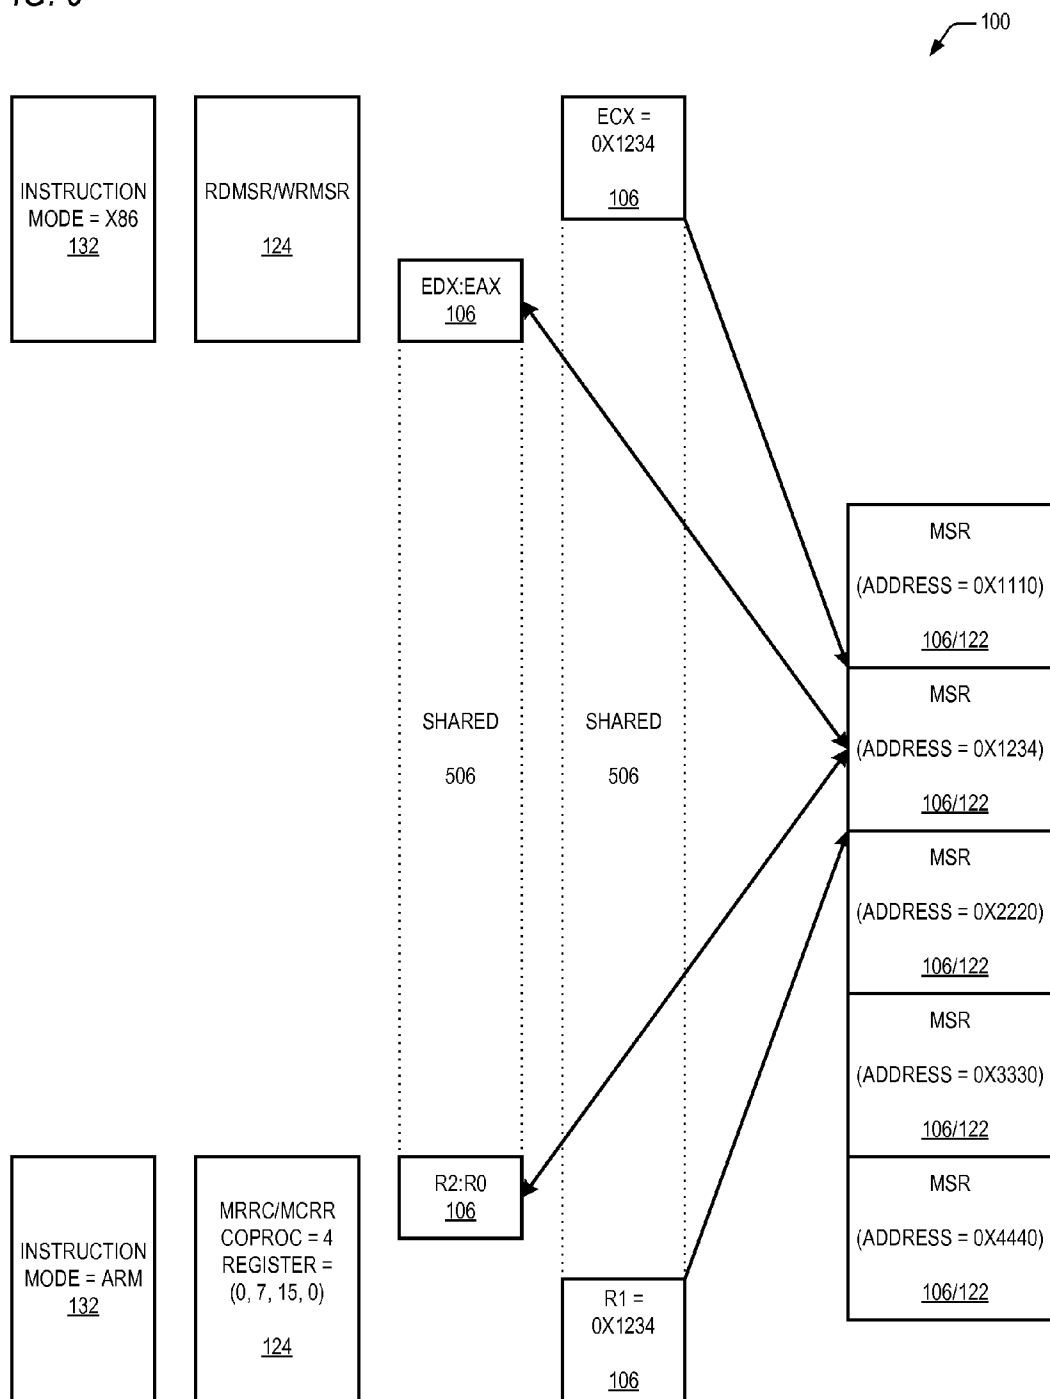 100
INSTRUCTION
MODE = X86
132
RDMSR/WRMSR
124
ECX =
0X1234
106
EDX:EAX
106
SHARED
506
SHARED
506
MSR
(ADDRESS = 0X1110)
106/122
MSR
(ADDRESS = 0X1234)
106/122
MSR
(ADDRESS = 0X2220)
106/122
MSR
(ADDRESS = 0X3330)
106/122
MSR
(ADDRESS = 0X4440)
106/122
INSTRUCTION
MODE = ARM
132
MRRC/MCRR
COPROC = 4
REGISTER =
(0, 7, 15, 0)
124
R2:R0
106
R1 =
0X1234
106